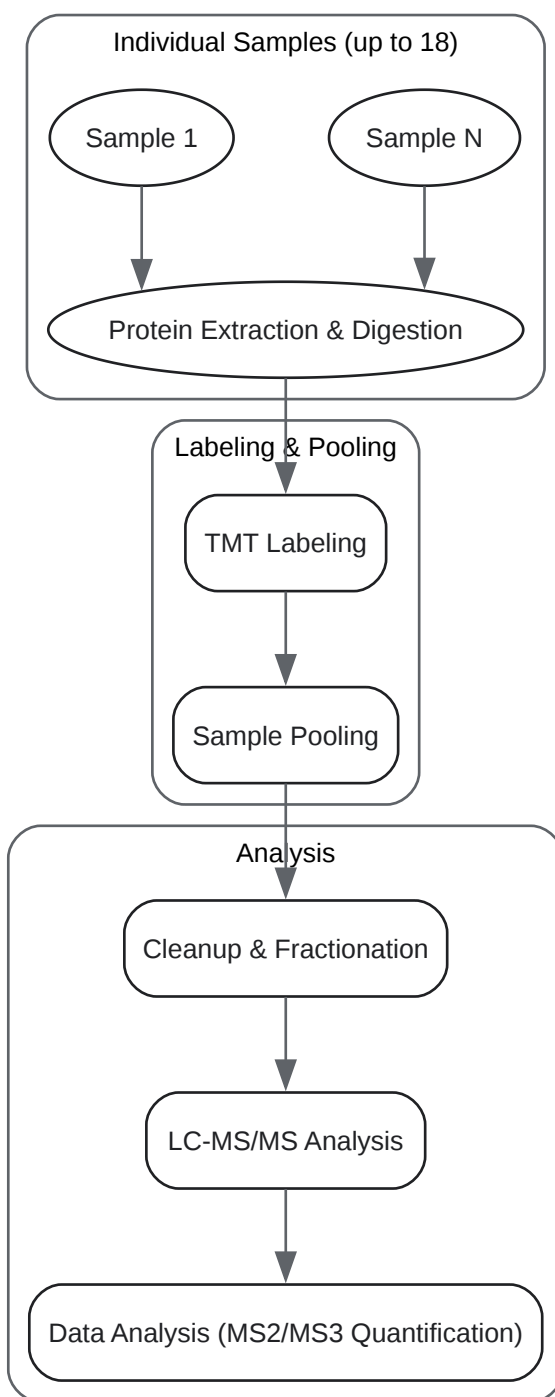 Individual Samples (up to 18)
Sample 1
Sample N
Protein Extraction & Digestion
Labeling & Pooling
TMT Labeling
Sample Pooling
Analysis
Cleanup & Fractionation
LC-MS/MS Analysis
Data Analysis (MS2/MS3 Quantification)